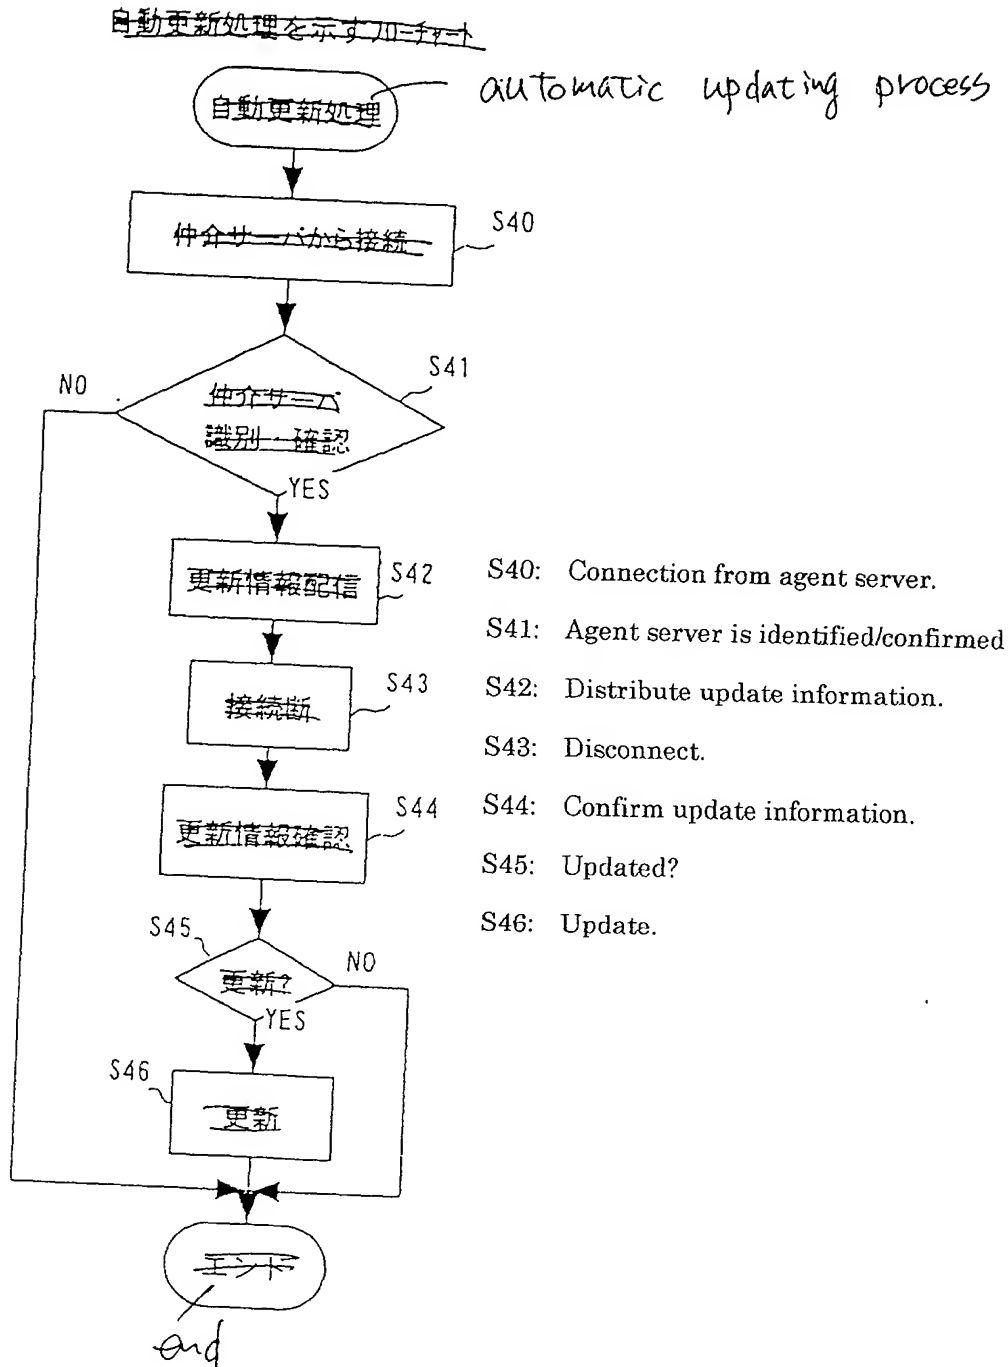 自動更新処理を示すフローチャート
自動更新処理
automatic updating process
仲介サーバから接続
S40
NO
仲介サーバ
識別・確認
S41
YES
更新情報配信
S42
接続断
S43
更新情報確認
S44
S45
更新?
NO
YES
S46
更新
エンド
end
S40: Connection from agent server.
S41: Agent server is identified/confirmed
S42: Distribute update information.
S43: Disconnect.
S44: Confirm update information.
S45: Updated?
S46: Update.